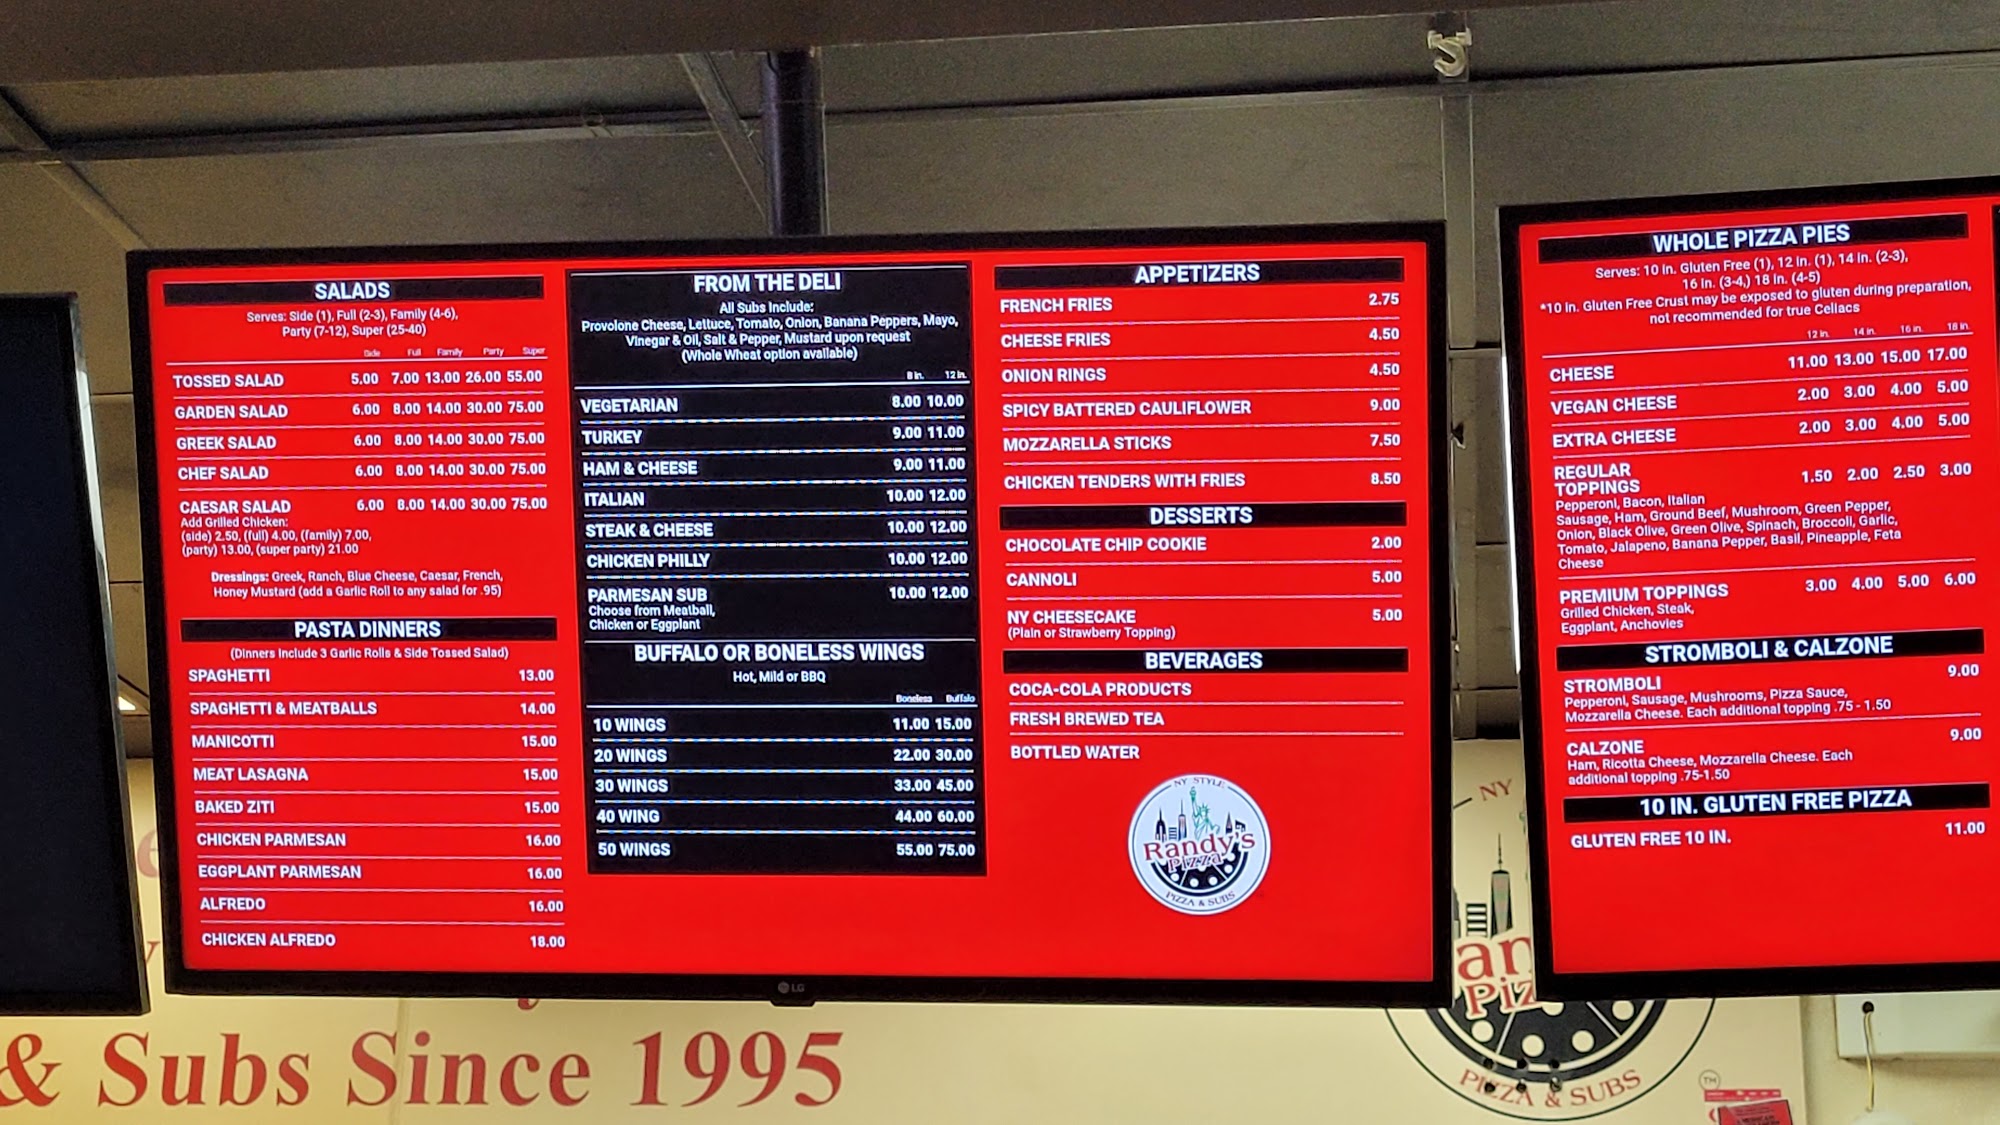 SALADS
Serves: Side (1), Full (2-3), Family (4-6),
Party (7-12), Super (25-40)
Side Full Family Party Super
TOSSED SALAD 5.00 7.00 13.00 26.00 55.00
GARDEN SALAD 6.00 8.00 14.00 30.00 75.00
GREEK SALAD 6.00 8.00 14.00 30.00 75.00
CHEF SALAD 6.00 8.00 14.00 30.00 75.00
CAESAR SALAD 6.00 8.00 14.00 30.00 75.00
Add Grilled Chicken:
(side) 2.50, (full) 4.00, (family) 7.00,
(party) 13.00, (super party) 21.00
Dressings: Greek, Ranch, Blue Cheese, Caesar, French,
Honey Mustard (add a Garlic Roll to any salad for .95)
PASTA DINNERS
(Dinners Include 3 Garlic Rolls & Side Tossed Salad)
SPAGHETTI 13.00
SPAGHETTI & MEATBALLS 14.00
MANICOTTI 15.00
MEAT LASAGNA 15.00
BAKED ZITI 15.00
CHICKEN PARMESAN 16.00
EGGPLANT PARMESAN 16.00
ALFREDO 16.00
CHICKEN ALFREDO 18.00
FROM THE DELI
All Subs Include:
Provolone Cheese, Lettuce, Tomato, Onion, Banana Peppers, Mayo,
Vinegar & Oil, Salt & Pepper, Mustard upon request
(Whole Wheat option available)
8 in. 12 in.
VEGETARIAN 8.00 10.00
TURKEY 9.00 11.00
HAM & CHEESE 9.00 11.00
ITALIAN 10.00 12.00
STEAK & CHEESE 10.00 12.00
CHICKEN PHILLY 10.00 12.00
PARMESAN SUB 10.00 12.00
Choose from Meatball,
Chicken or Eggplant
BUFFALO OR BONELESS WINGS
Hot, Mild or BBQ
Boneless Buffalo
10 WINGS 11.00 15.00
20 WINGS 22.00 30.00
30 WINGS 33.00 45.00
40 WING 44.00 60.00
50 WINGS 55.00 75.00
APPETIZERS
FRENCH FRIES 2.75
CHEESE FRIES 4.50
ONION RINGS 4.50
SPICY BATTERED CAULIFLOWER 9.00
MOZZARELLA STICKS 7.50
CHICKEN TENDERS WITH FRIES 8.50
DESSERTS
CHOCOLATE CHIP COOKIE 2.00
CANNOLI 5.00
NY CHEESECAKE 5.00
(Plain or Strawberry Topping)
BEVERAGES
COCA-COLA PRODUCTS
FRESH BREWED TEA
BOTTLED WATER
NY STYLE
Randy's
Pizza
PIZZA & SUBS
LG
WHOLE PIZZA PIES
Serves: 10 in. Gluten Free (1), 12 in. (1), 14 in. (2-3),
16 in. (3-4,) 18 in. (4-5)
*10 in. Gluten Free Crust may be exposed to gluten during preparation,
not recommended for true Celiacs
12 in. 14 in. 16 in. 18 in.
CHEESE 11.00 13.00 15.00 17.00
VEGAN CHEESE 2.00 3.00 4.00 5.00
EXTRA CHEESE 2.00 3.00 4.00 5.00
REGULAR
TOPPINGS 1.50 2.00 2.50 3.00
Pepperoni, Bacon, Italian
Sausage, Ham, Ground Beef, Mushroom, Green Pepper,
Onion, Black Olive, Green Olive, Spinach, Broccoli, Garlic,
Tomato, Jalapeno, Banana Pepper, Basil, Pineapple, Feta
Cheese
PREMIUM TOPPINGS 3.00 4.00 5.00 6.00
Grilled Chicken, Steak,
Eggplant, Anchovies
STROMBOLI & CALZONE
STROMBOLI 9.00
Pepperoni, Sausage, Mushrooms, Pizza Sauce,
Mozzarella Cheese. Each additional topping .75 - 1.50
CALZONE 9.00
Ham, Ricotta Cheese, Mozzarella Cheese. Each
additional topping .75-1.50
10 IN. GLUTEN FREE PIZZA
GLUTEN FREE 10 IN. 11.00
& Subs Since 1995
NY
an
Piz
PIZZA & SUBS
TM